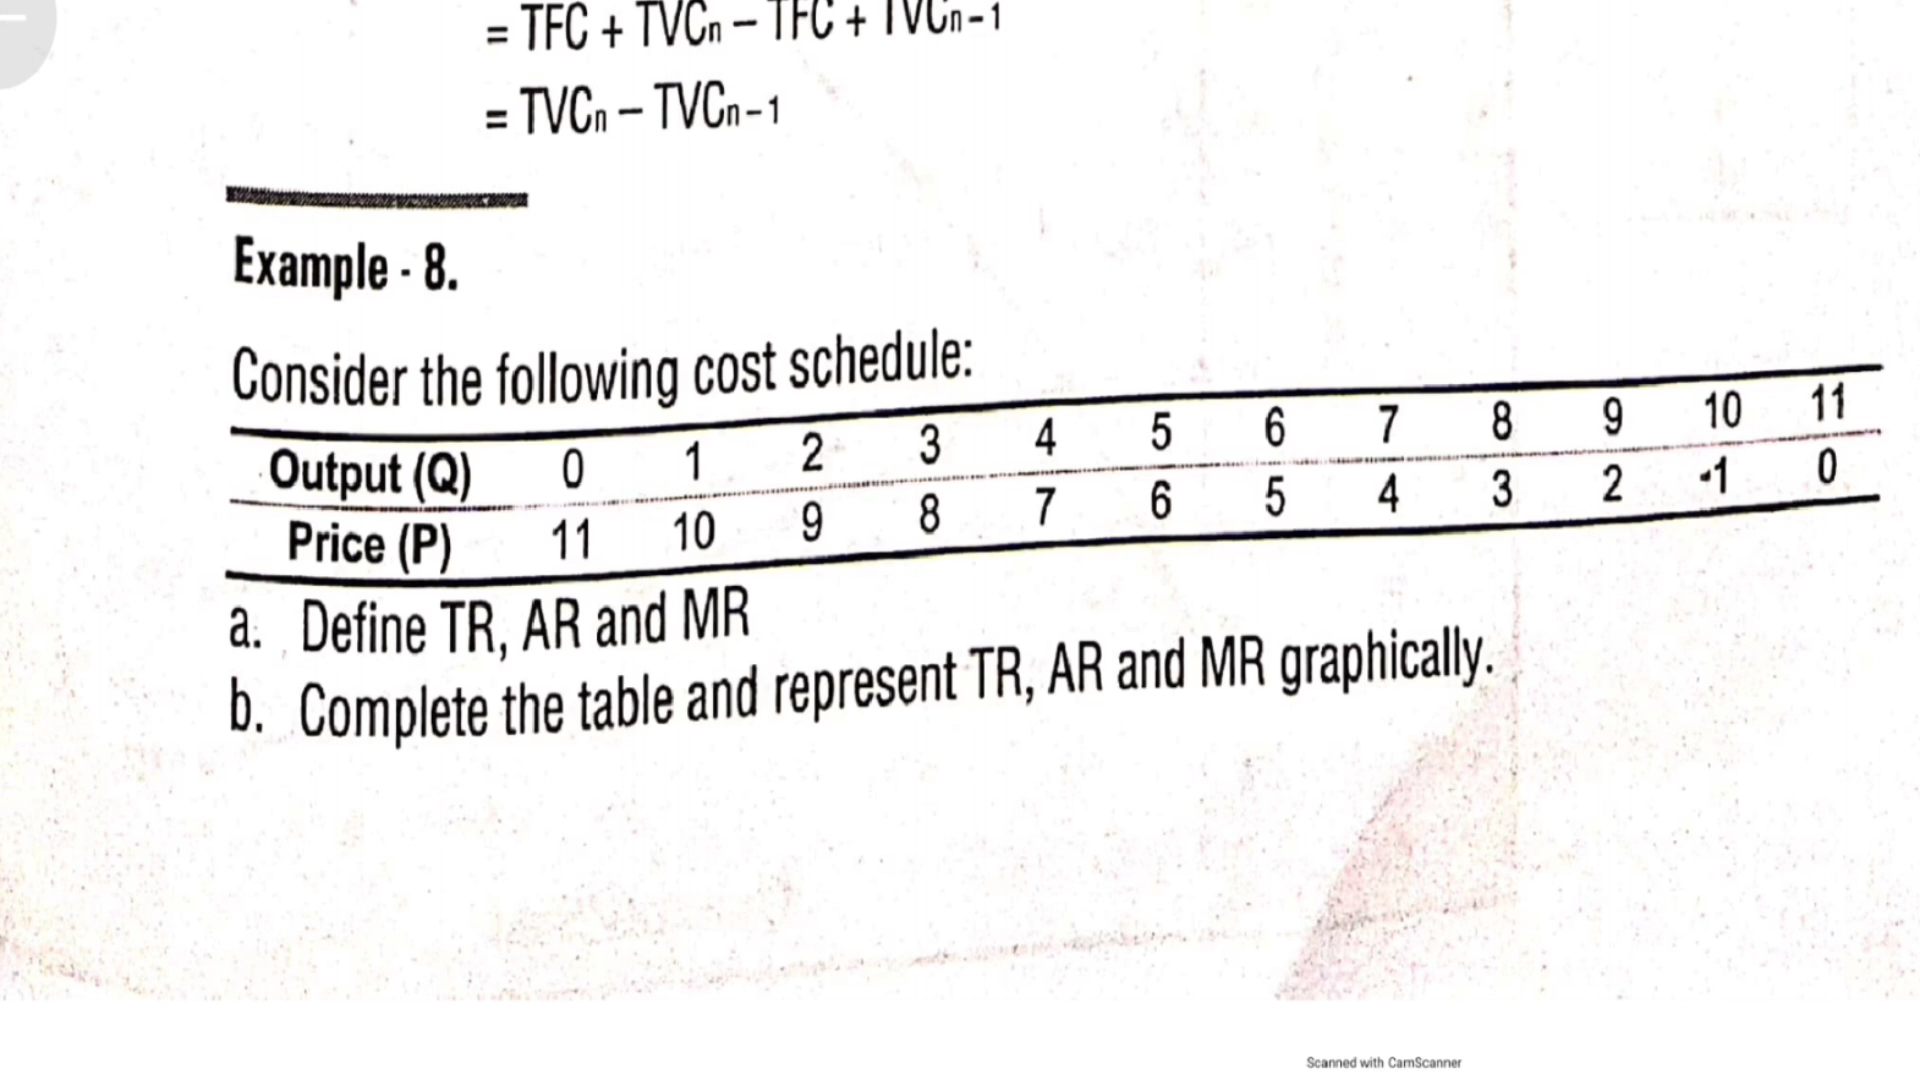 = TFC + TVCn – TFC + TVCn – 1
= TVCn – TVCn – 1
Example - 8.
Consider the following cost schedule:
Output (Q) 0 1 2 3 4 5 6 7 8 9 10 11
Price (P) 11 10 9 8 7 6 5 4 3 2 -1 0
a. Define TR, AR and MR
b. Complete the table and represent TR, AR and MR graphically.
Scanned with CamScanner